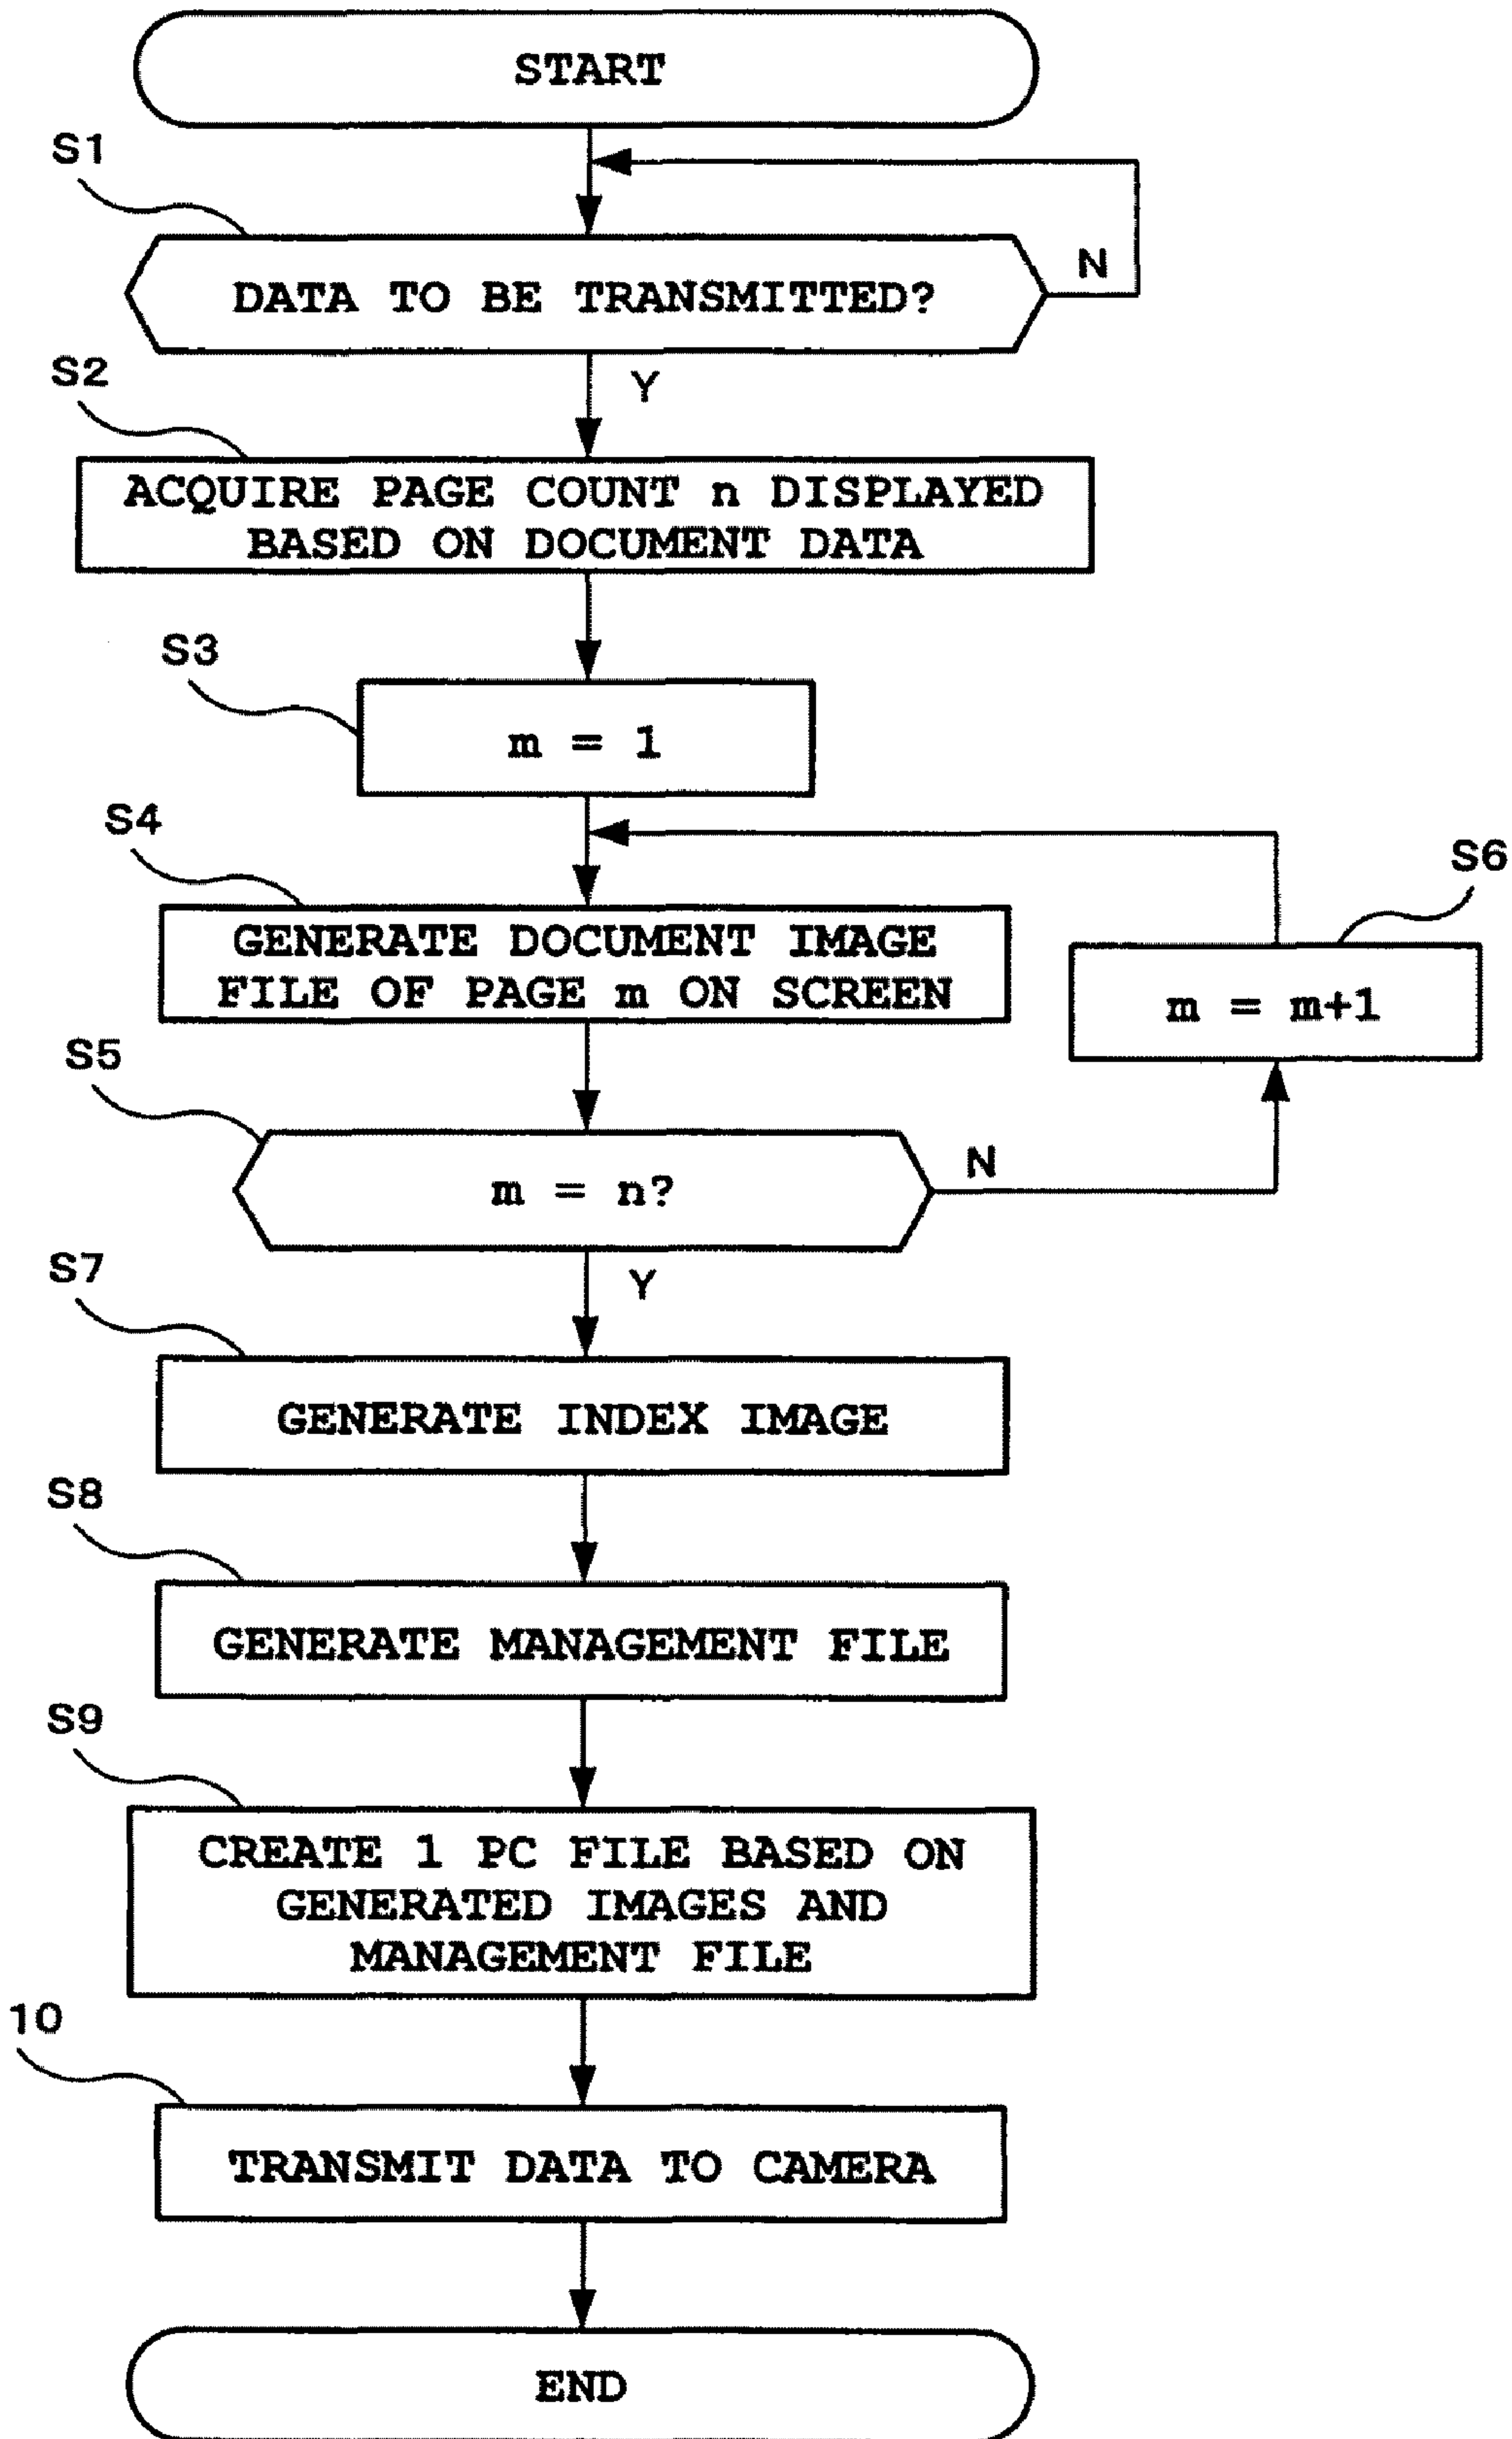 START
S1
DATA TO BE TRANSMITTED?
N
Y
S2
ACQUIRE PAGE COUNT n DISPLAYED
BASED ON DOCUMENT DATA
S3
m = 1
S4
GENERATE DOCUMENT IMAGE
FILE OF PAGE m ON SCREEN
S6
m = m+1
S5
m = n?
N
Y
S7
GENERATE INDEX IMAGE
S8
GENERATE MANAGEMENT FILE
S9
CREATE 1 PC FILE BASED ON
GENERATED IMAGES AND
MANAGEMENT FILE
10
TRANSMIT DATA TO CAMERA
END